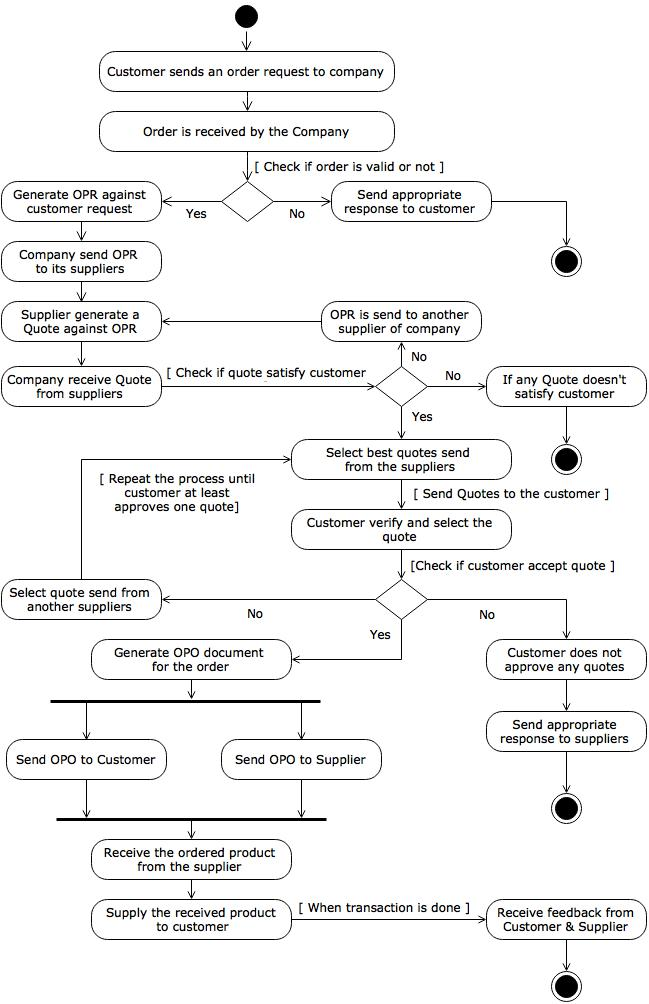 Customer sends an order request to company
Order is received by the Company
[ Check if order is valid or not ]
Generate OPR against
customer request
Yes
No
Send appropriate
response to customer
Company send OPR
to its suppliers
Supplier generate a
Quote against OPR
OPR is send to another
supplier of company
No
Company receive Quote
from suppliers
[ Check if quote satisfy customer
No
If any Quote doesn't
satisfy customer
Yes
Select best quotes send
from the suppliers
[ Repeat the process until
customer at least
approves one quote]
[ Send Quotes to the customer ]
Customer verify and select the
quote
[Check if customer accept quote ]
Select quote send from
another suppliers
No
No
Yes
Generate OPO document
for the order
Customer does not
approve any quotes
Send appropriate
response to suppliers
Send OPO to Customer
Send OPO to Supplier
Receive the ordered product
from the supplier
Supply the received product
to customer
[ When transaction is done ]
Receive feedback from
Customer & Supplier